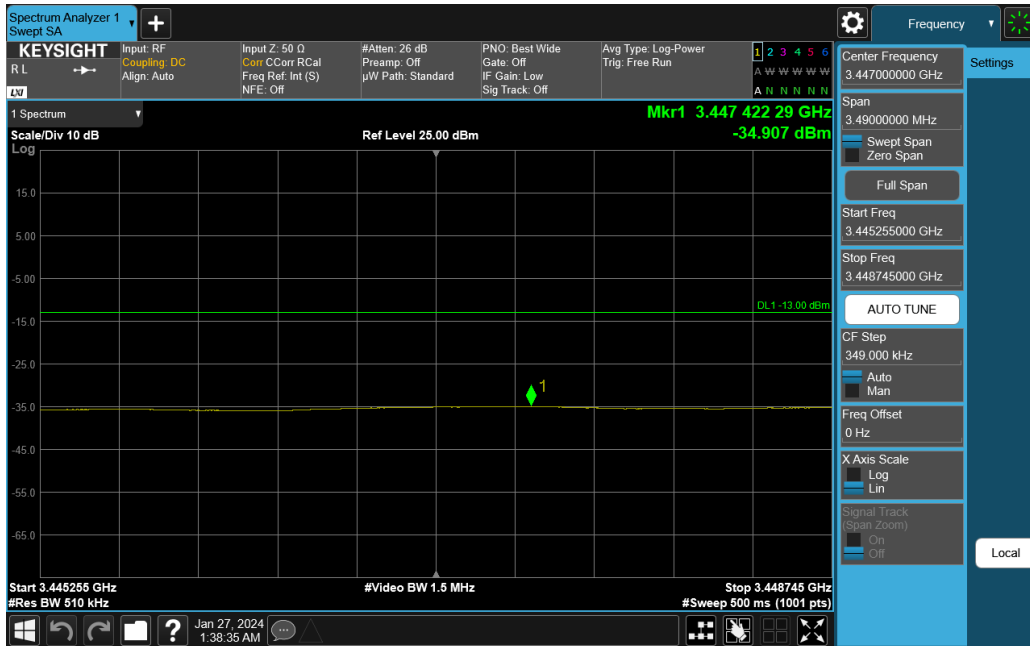 Spectrum Analyzer 1
Swept SA
Frequency
KEYSIGHT
R L
LXI
Input: RF
Coupling: DC
Align: Auto
Input Z: 50 Ω
Corr CCorr RCal
Freq Ref: Int (S)
NFE: Off
#Atten: 26 dB
Preamp: Off
µW Path: Standard
PNO: Best Wide
Gate: Off
IF Gain: Low
Sig Track: Off
Avg Type: Log-Power
Trig: Free Run
1 2 3 4 5 6
A W W W W W
A N N N N N
1 Spectrum
Scale/Div 10 dB
Log
Ref Level 25.00 dBm
Mkr1 3.447 422 29 GHz
-34.907 dBm
15.0
5.00
-5.00
DL1 -13.00 dBm
-15.0
-25.0
1
-35.0
-45.0
-55.0
-65.0
Start 3.445255 GHz
#Video BW 1.5 MHz
Stop 3.448745 GHz
#Res BW 510 kHz
#Sweep 500 ms (1001 pts)
?
Jan 27, 2024
1:38:35 AM
Center Frequency
3.447000000 GHz
Settings
Span
3.49000000 MHz
Swept Span
Zero Span
Full Span
Start Freq
3.445255000 GHz
Stop Freq
3.448745000 GHz
AUTO TUNE
CF Step
349.000 kHz
Auto
Man
Freq Offset
0 Hz
X Axis Scale
Log
Lin
Signal Track
(Span Zoom)
On
Off
Local